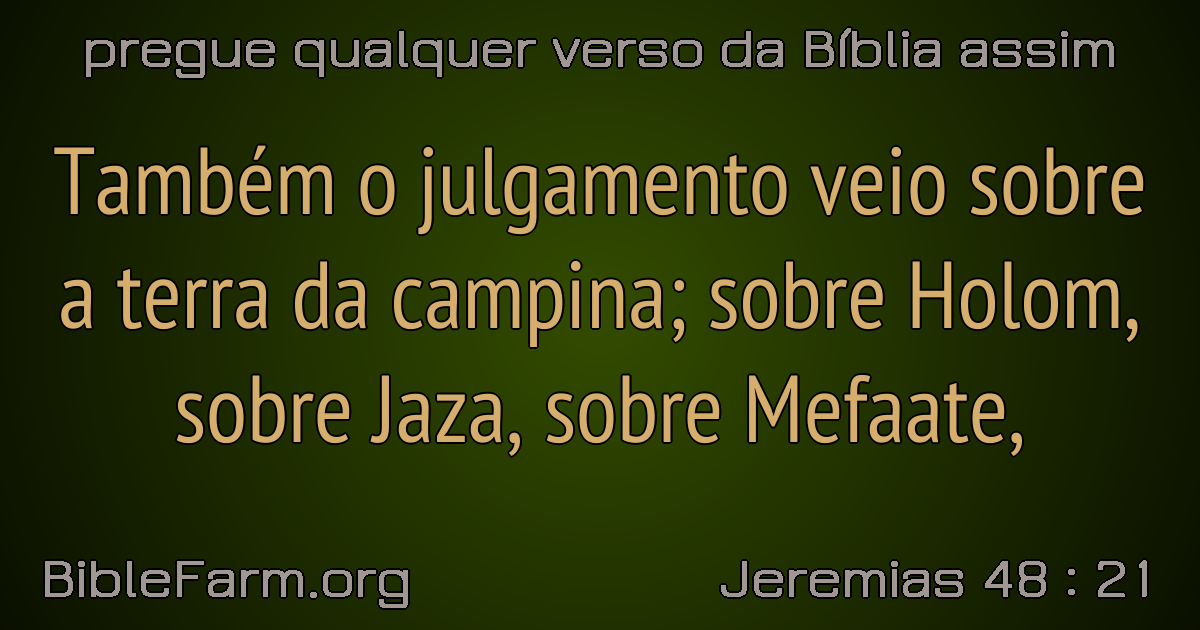 pregue qualquer verso da Bíblia assim
Também o julgamento veio sobre
a terra da campina; sobre Holom,
sobre Jaza, sobre Mefaate,
BibleFarm.org
Jeremias 48 : 21